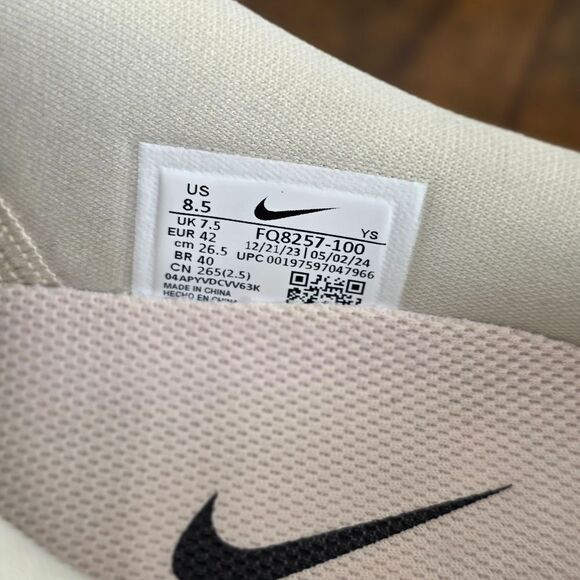 US
8.5
UK 7.5
EUR 42
cm 26.5
BR 40
CN 265(2.5)
04APYVDCVV63K
MADE IN CHINA
HECHO EN CHINA
YS
FQ8257-100
12/21/23 | 05/02/24
UPC 00197597047966